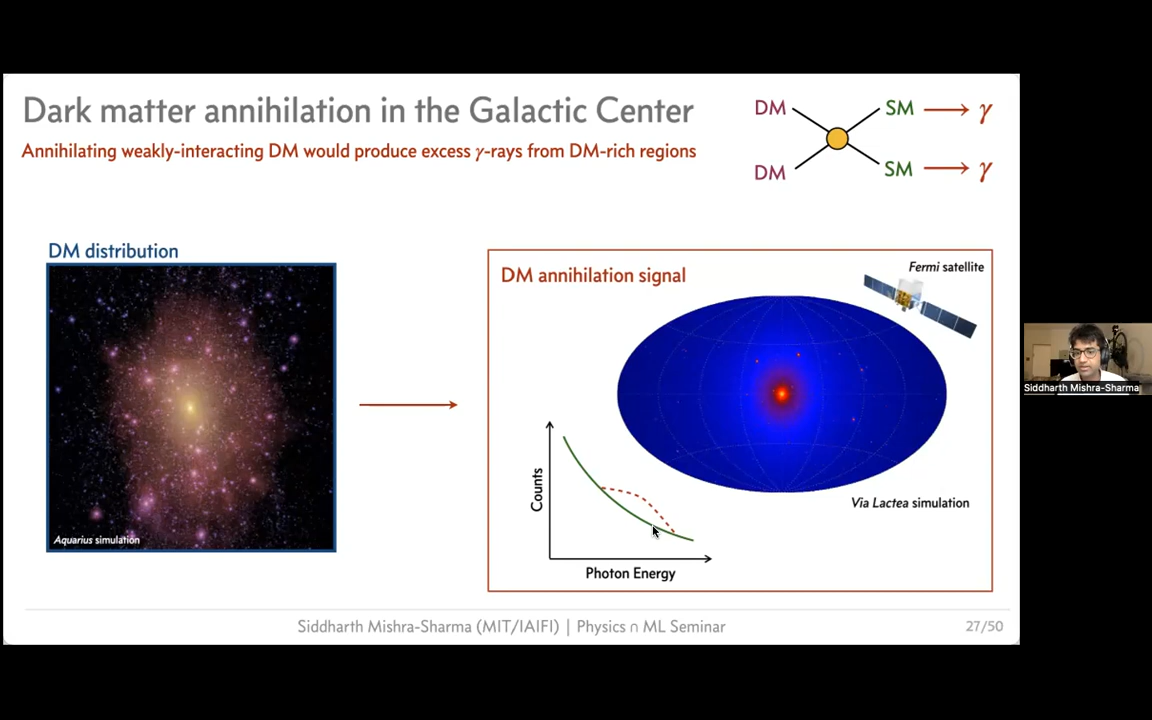 Dark matter annihilation in the Galactic Center
Annihilating weakly-interacting DM would produce excess γ-rays from DM-rich regions
DM
SM
γ
DM
SM
γ
DM distribution
Aquarius simulation
DM annihilation signal
Fermi satellite
Counts
Photon Energy
Via Lactea simulation
Siddharth Mishra-Sharma (MIT/IAIFI) | Physics ∩ ML Seminar
27/50
Siddharth Mishra-Sharma